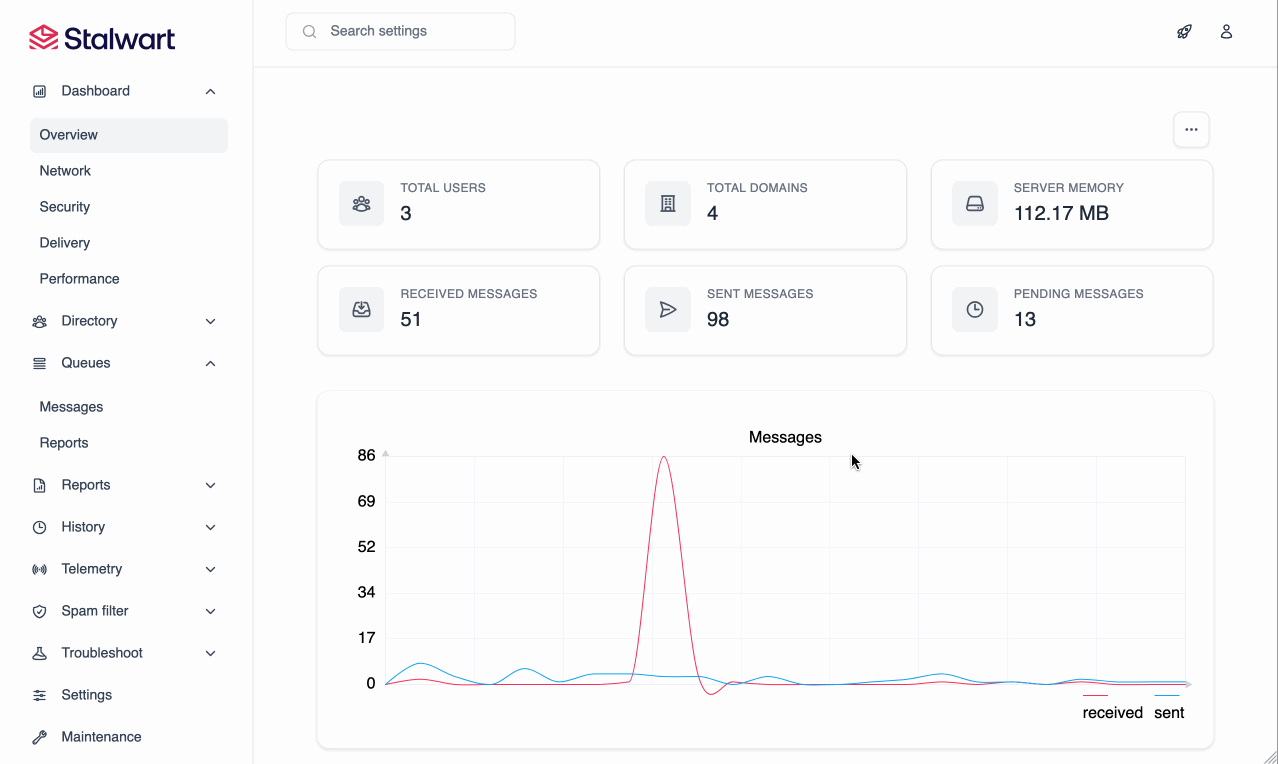 Stalwart
Search settings
Dashboard
Overview
Network
Security
Delivery
Performance
Directory
Queues
Messages
Reports
Reports
History
Telemetry
Spam filter
Troubleshoot
Settings
Maintenance
TOTAL USERS
3
TOTAL DOMAINS
4
SERVER MEMORY
112.17 MB
RECEIVED MESSAGES
51
SENT MESSAGES
98
PENDING MESSAGES
13
Messages
86
69
52
34
17
0
received sent